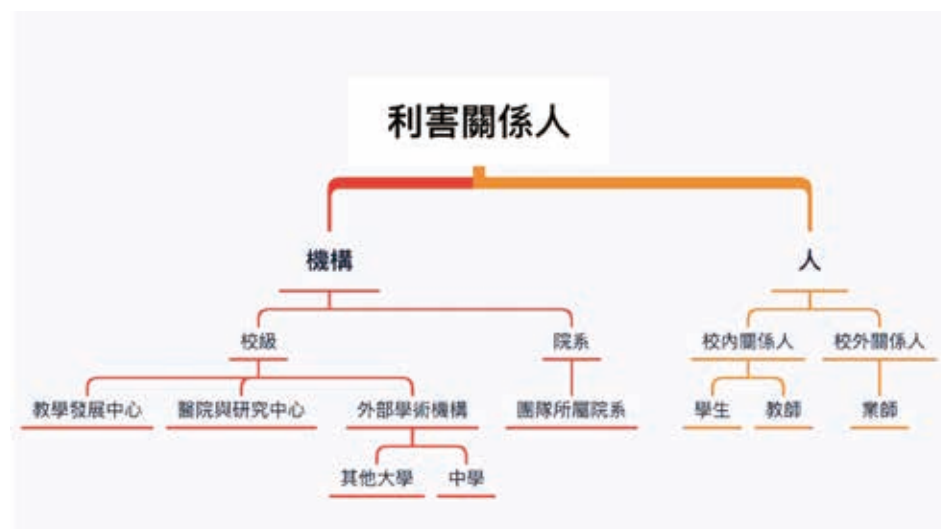 利害關係人
機構
人
校級
院系
校內關係人
校外關係人
教學發展中心
醫院與研究中心
外部學術機構
團隊所屬院系
學生
教師
業師
其他大學
中學